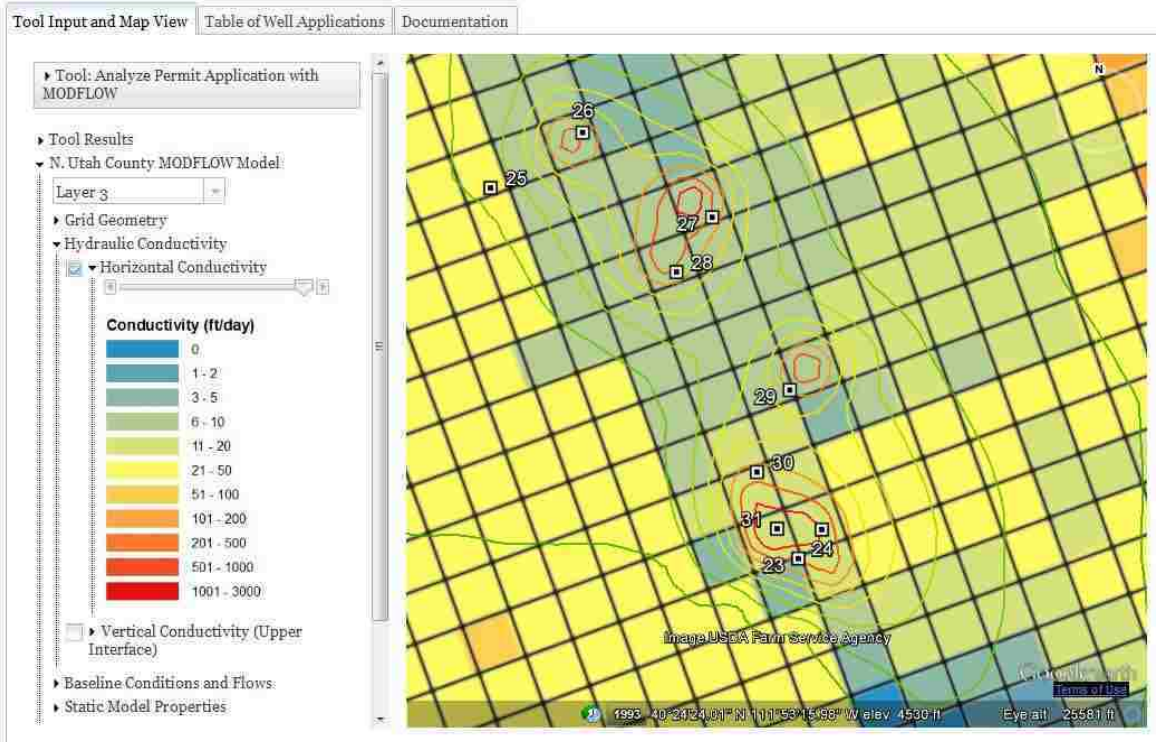 Tool Input and Map View
Table of Well Applications
Documentation
Tool: Analyze Permit Application with
MODFLOW
Tool Results
N. Utah County MODFLOW Model
Layer 3
Grid Geometry
Hydraulic Conductivity
Horizontal Conductivity
Conductivity (ft/day)
0
1 - 2
3 - 5
6 - 10
11 - 20
21 - 50
51 - 100
101 - 200
201 - 500
501 - 1000
1001 - 3000
Vertical Conductivity (Upper
Interface)
Baseline Conditions and Flows
Static Model Properties
N
26
25
27
28
29
30
31
24
23
Image USDA Farm Service Agency
Google earth
Terms of Use
1993 40°24'24.01" N 111°53'15.98" W elev 4530 ft Eye alt 25581 ft